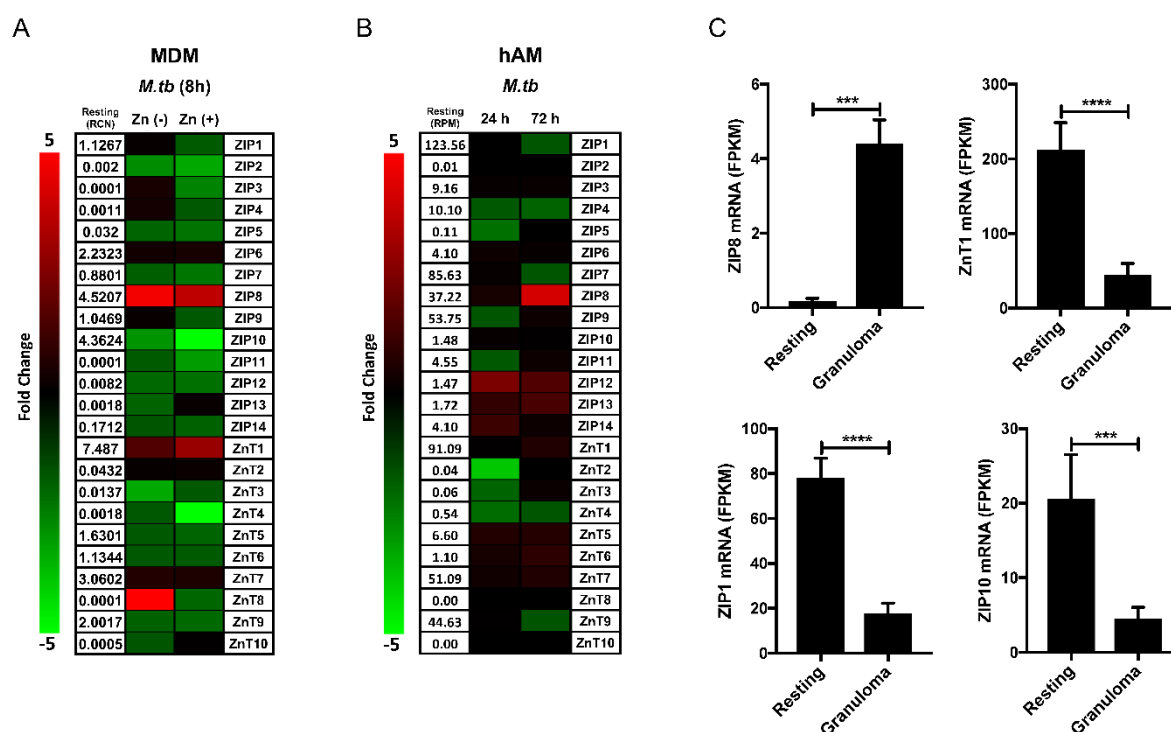 A
MDM
M.tb (8h)
Resting (RCN) Zn (-) Zn (+)
5
Fold Change
-5
1.1267 ZIP1
0.002 ZIP2
0.0001 ZIP3
0.0011 ZIP4
0.032 ZIP5
2.2323 ZIP6
0.8801 ZIP7
4.5207 ZIP8
1.0469 ZIP9
4.3624 ZIP10
0.0001 ZIP11
0.0082 ZIP12
0.0018 ZIP13
0.1712 ZIP14
7.487 ZnT1
0.0432 ZnT2
0.0137 ZnT3
0.0018 ZnT4
1.6301 ZnT5
1.1344 ZnT6
3.0602 ZnT7
0.0001 ZnT8
2.0017 ZnT9
0.0005 ZnT10
B
hAM
M.tb
Resting (RPM) 24 h 72 h
5
Fold Change
-5
123.56 ZIP1
0.01 ZIP2
9.16 ZIP3
10.10 ZIP4
0.11 ZIP5
4.10 ZIP6
85.63 ZIP7
37.22 ZIP8
53.75 ZIP9
1.48 ZIP10
4.55 ZIP11
1.47 ZIP12
1.72 ZIP13
4.10 ZIP14
91.09 ZnT1
0.04 ZnT2
0.06 ZnT3
0.54 ZnT4
6.60 ZnT5
1.10 ZnT6
51.09 ZnT7
0.00 ZnT8
44.63 ZnT9
0.00 ZnT10
C
ZIP8 mRNA (FPKM)
6
4
2
0
***
Resting
Granuloma
ZnT1 mRNA (FPKM)
300
200
100
0
****
Resting
Granuloma
ZIP1 mRNA (FPKM)
100
80
60
40
20
0
****
Resting
Granuloma
ZIP10 mRNA (FPKM)
30
20
10
0
***
Resting
Granuloma